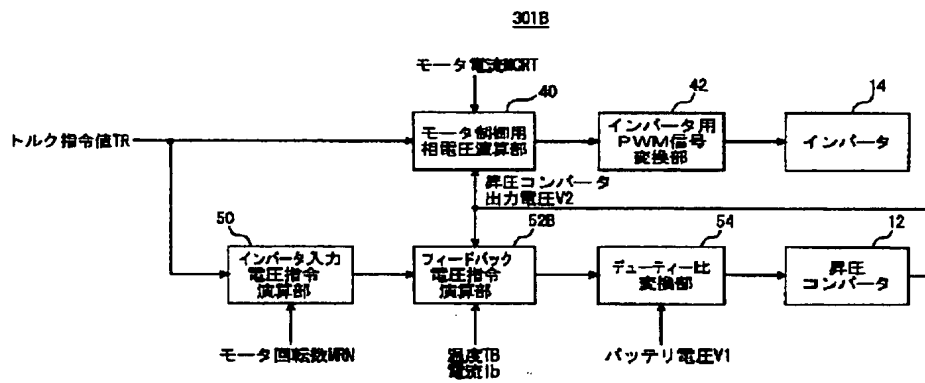 301B
モータ電流MCRT
40
42
14
トルク指令値TR
モータ制御用
相電圧演算部
インバータ用
PWM信号
変換部
インバータ
昇圧コンバータ
出力電圧V2
50
52B
54
12
インバータ入力
電圧指令
演算部
フィードバック
電圧指令
演算部
デューティー比
変換部
昇圧
コンバータ
モータ回転数MRN
温度TB
電流Ib
バッテリ電圧V1